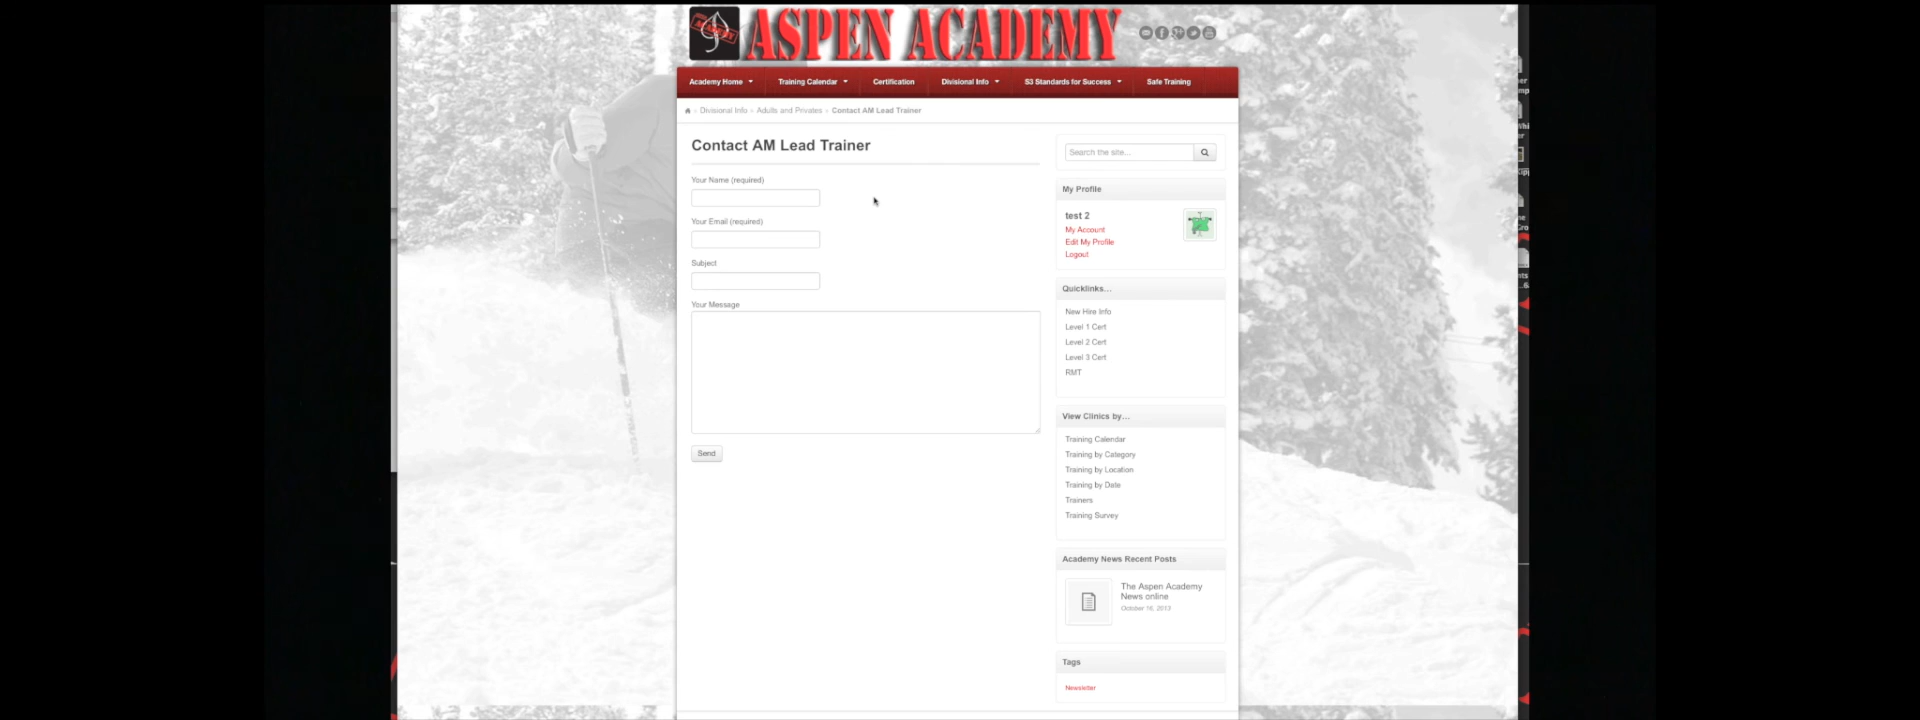 ASPEN ACADEMY
Academy Home Training Calendar Certification Divisional Info S3 Standards for Success Safe Training
Divisional Info » Adults and Privates » Contact AM Lead Trainer
Contact AM Lead Trainer
Your Name (required)
Your Email (required)
Subject
Your Message
Send
Search the site...
My Profile
test 2
My Account
Edit My Profile
Logout
Quicklinks...
New Hire Info
Level 1 Cert
Level 2 Cert
Level 3 Cert
RMT
View Clinics by...
Training Calendar
Training by Category
Training by Location
Training by Date
Trainers
Training Survey
Academy News Recent Posts
The Aspen Academy
News online
October 16, 2013
Tags
Newsletter